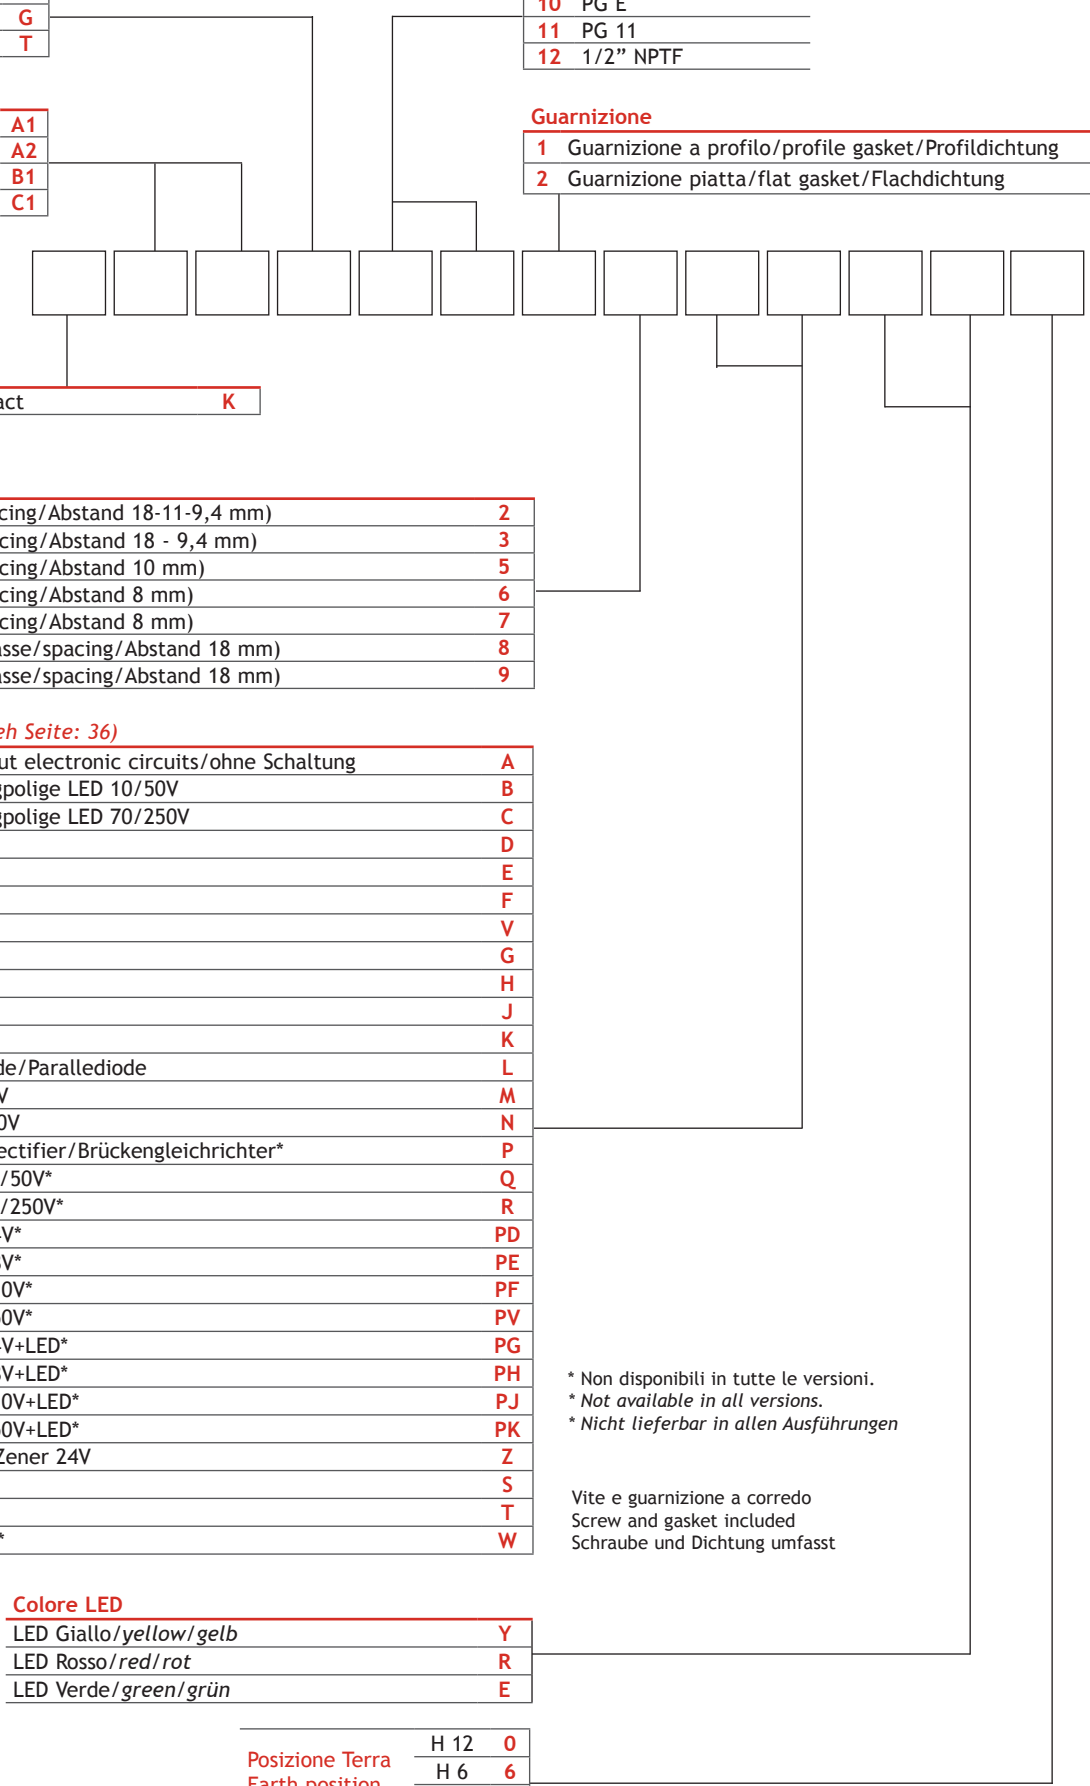 G
T
10 PG E
11 PG 11
12 1/2” NPTF
A1
A2
B1
C1
Guarnizione
1 Guarnizione a profilo/profile gasket/Profildichtung
2 Guarnizione piatta/flat gasket/Flachdichtung
act K
cing/Abstand 18-11-9,4 mm) 2
cing/Abstand 18 - 9,4 mm) 3
cing/Abstand 10 mm) 5
cing/Abstand 8 mm) 6
cing/Abstand 8 mm) 7
asse/spacing/Abstand 18 mm) 8
asse/spacing/Abstand 18 mm) 9
eh Seite: 36)
ut electronic circuits/ohne Schaltung A
gpolige LED 10/50V B
gpolige LED 70/250V C
D
E
F
V
G
H
J
K
de/Parallediode L
V M
0V N
ectifier/Brückengleichrichter* P
/50V* Q
/250V* R
V* PD
V* PE
0V* PF
0V* PV
V+LED* PG
V+LED* PH
0V+LED* PJ
0V+LED* PK
Zener 24V Z
S
T
* W
* Non disponibili in tutte le versioni.
* Not available in all versions.
* Nicht lieferbar in allen Ausführungen
Vite e guarnizione a corredo
Screw and gasket included
Schraube und Dichtung umfasst
Colore LED
LED Giallo/yellow/gelb Y
LED Rosso/red/rot R
LED Verde/green/grün E
Posizione Terra
Earth position
H 12 0
H 6 6